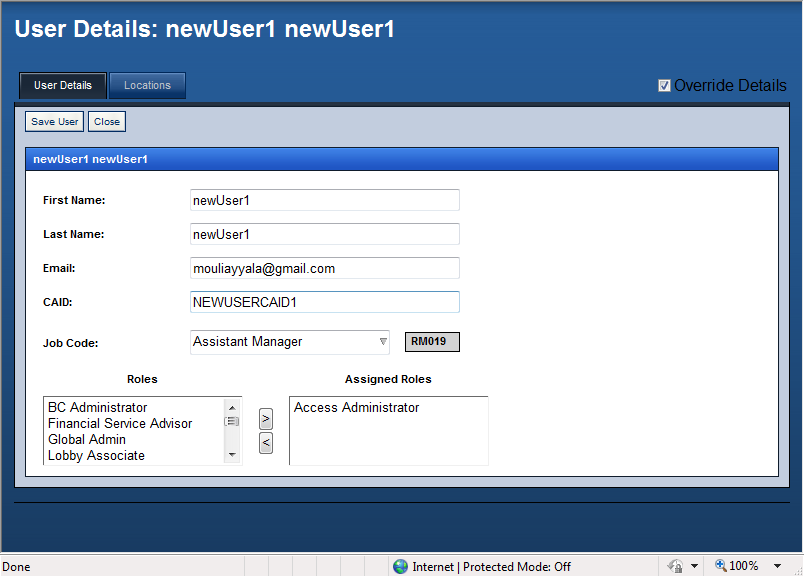 User Details: newUser1 newUser1
User Details Locations Override Details
Save User Close
newUser1 newUser1
First Name: newUser1
Last Name: newUser1
Email: mouliayyala@gmail.com
CAID: NEWUSERCAID1
Job Code: Assistant Manager RM019
Roles Assigned Roles
BC Administrator > Access Administrator
Financial Service Advisor
Global Admin <
Lobby Associate
Done Internet | Protected Mode: Off 100%